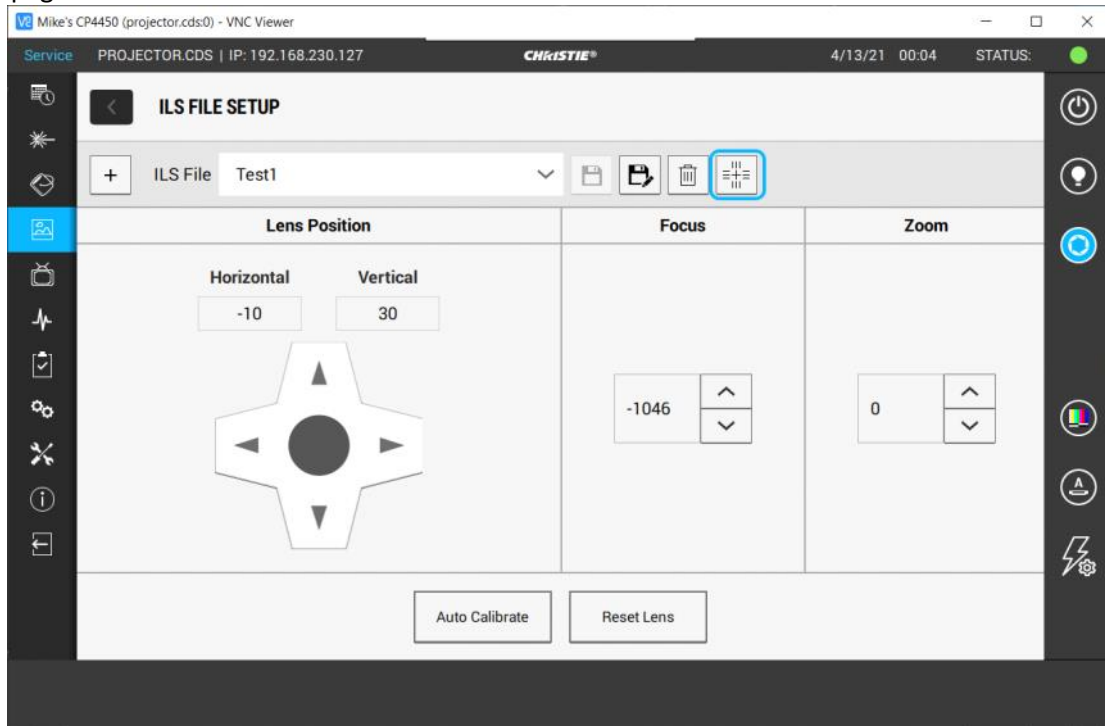 Mike's CP4450 (projector.cds:0) - VNC Viewer
Service PROJECTOR.CDS | IP: 192.168.230.127 CHRISTIE® 4/13/21 00:04 STATUS:
ILS FILE SETUP
+ ILS File Test1
Lens Position Focus Zoom
Horizontal Vertical
-10 30
-1046 0
Auto Calibrate Reset Lens